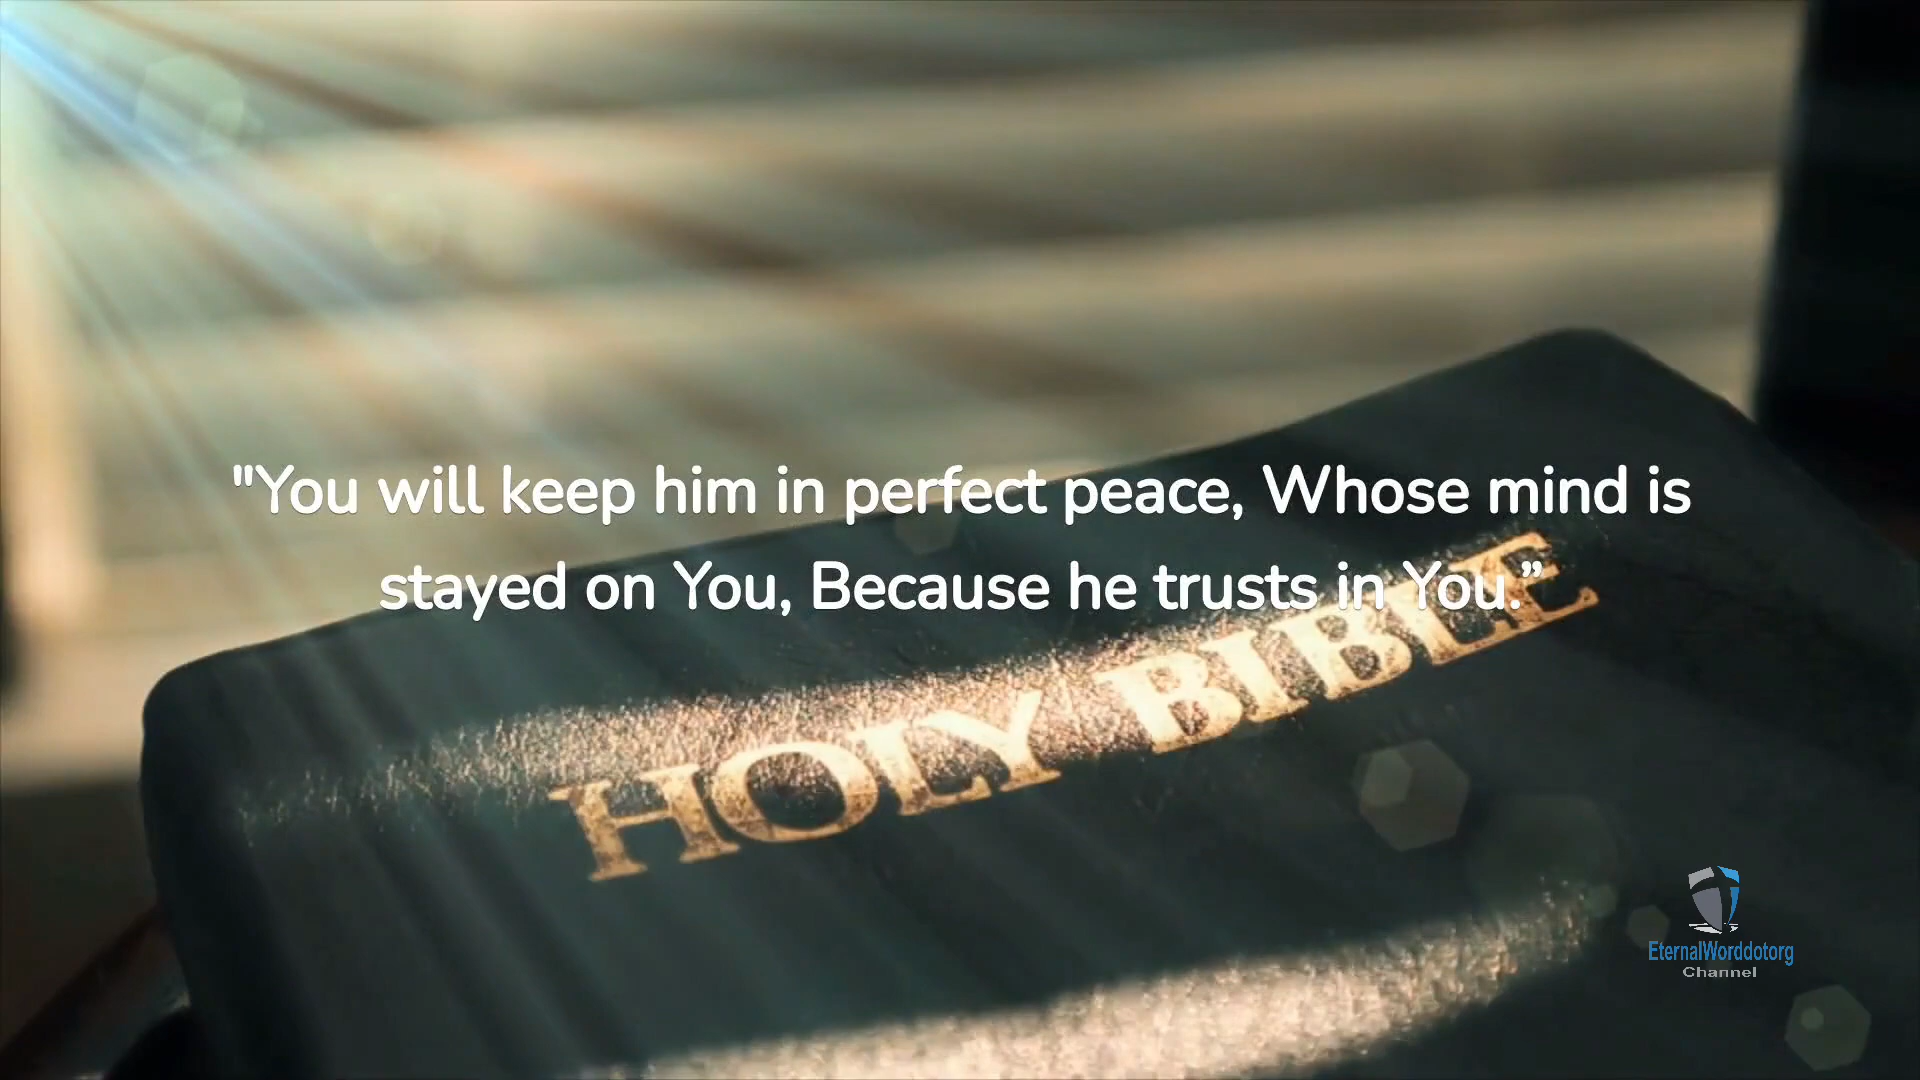 "You will keep him in perfect peace, Whose mind is
stayed on You, Because he trusts in You.”
HOLY BIBLE
EternalWorddotorg
Channel